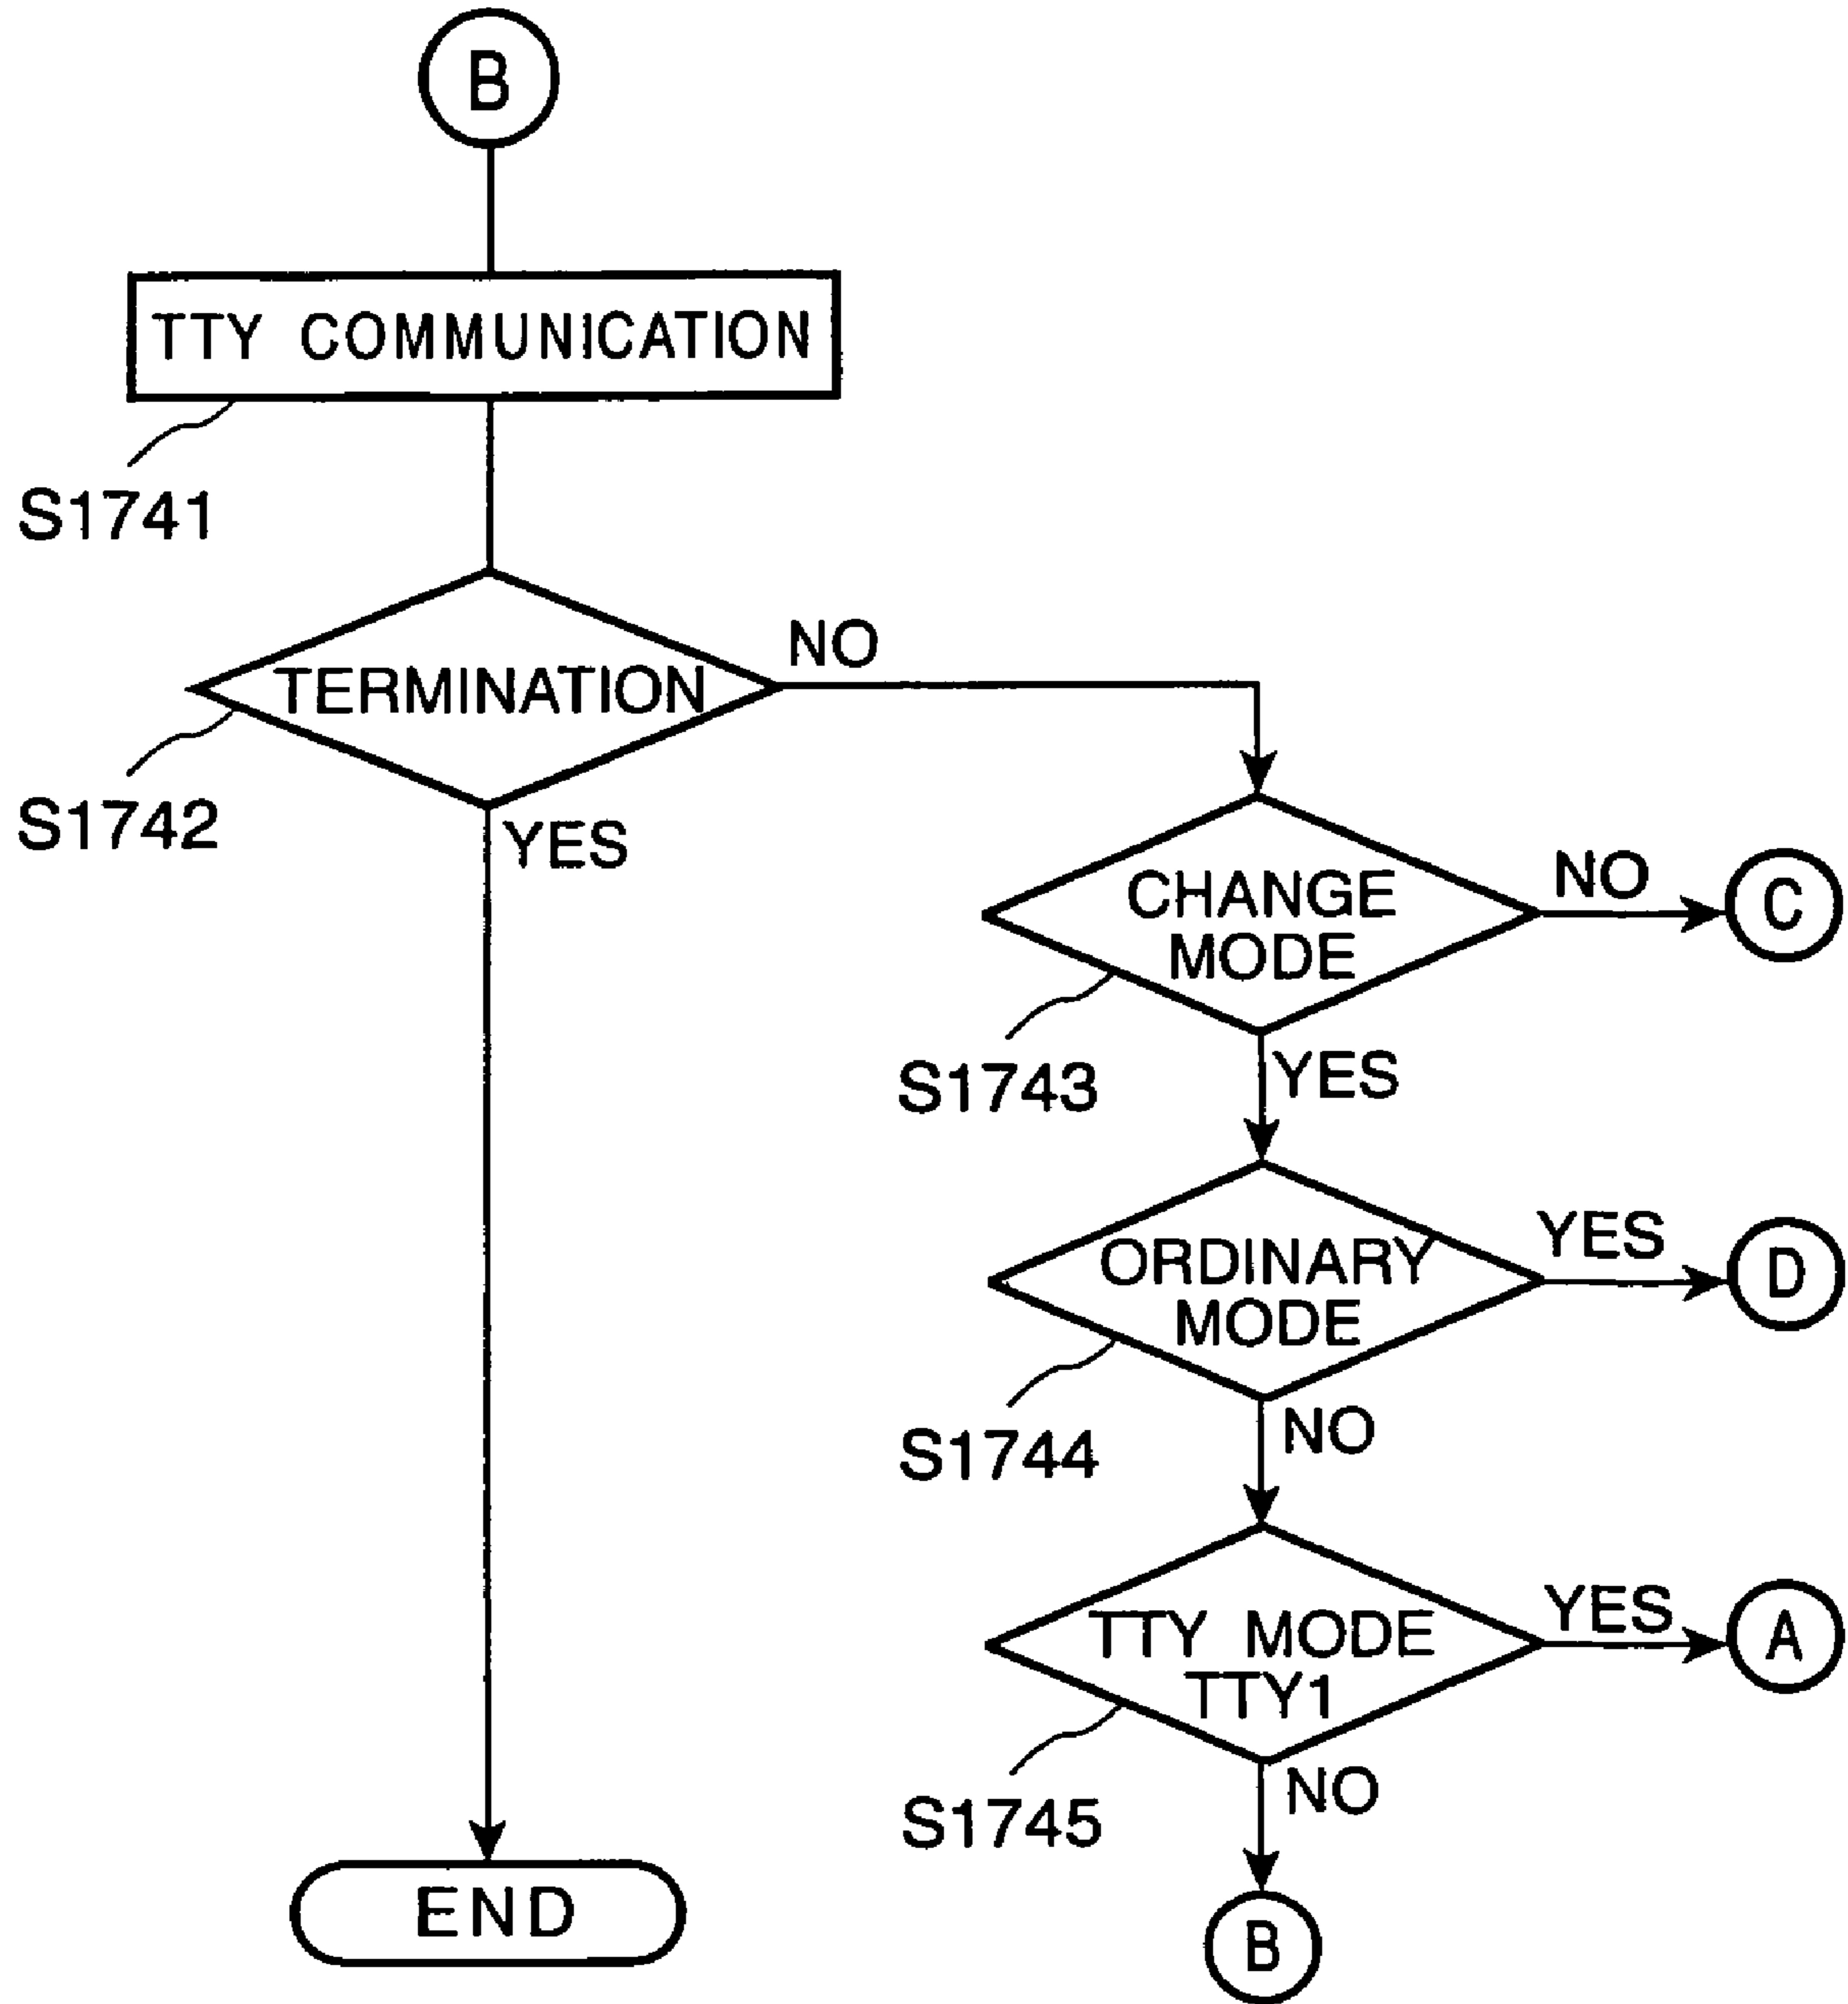 B
TTY COMMUNICATION
S1741
TERMINATION
NO
S1742
YES
CHANGE
MODE
NO
C
S1743
YES
ORDINARY
MODE
YES
D
S1744
NO
TTY MODE
TTY1
YES
A
S1745
NO
END
B